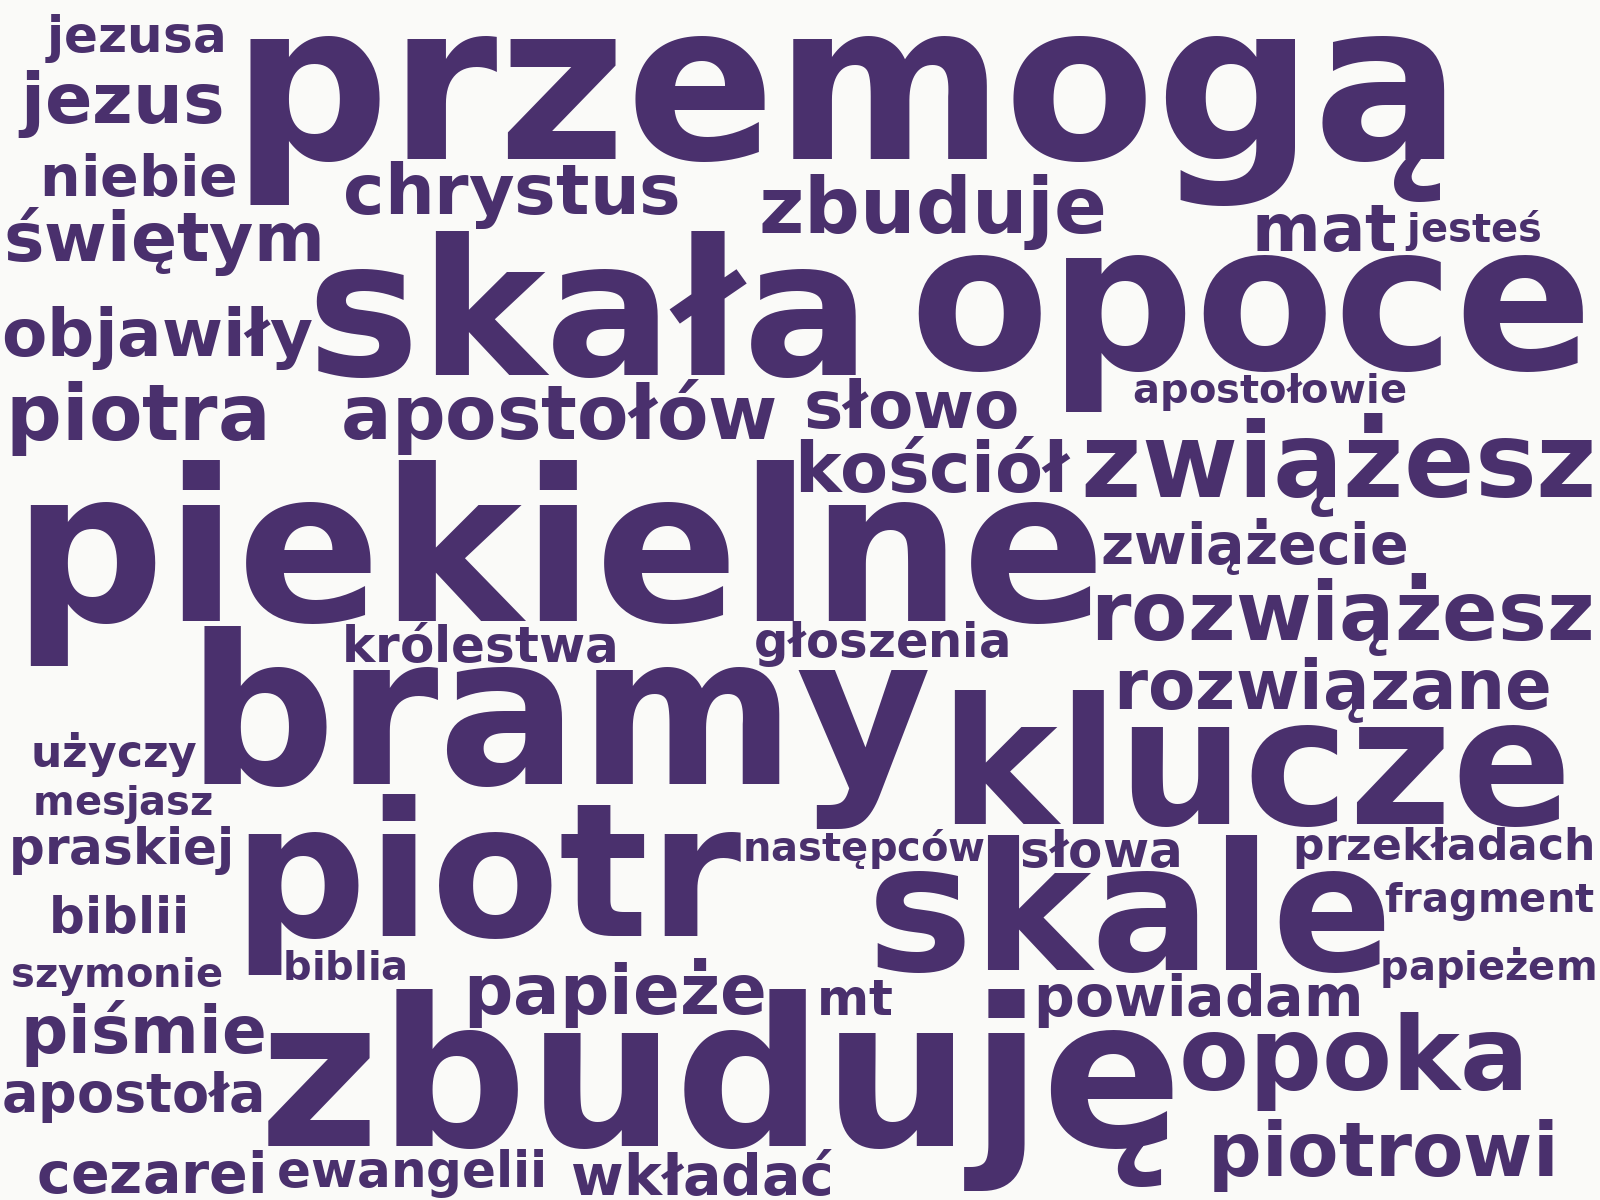 jezusa
przemogą
jezus
niebie
chrystus
zbuduje
mat
jesteś
świętym
skała
opoce
objawiły
apostołowie
piotra
apostołów
słowo
kościół
zwiążesz
piekielne
zwiążecie
rozwiążesz
królestwa
głoszenia
bramy
rozwiązane
klucze
użyczy
mesjasz
praskiej
piotr
następców
słowa
przekładach
skale
fragment
biblii
szymonie
biblia
papieże
papieżem
mt
powiadam
piśmie
zbuduję
opoka
apostoła
piotrowi
cezarei
ewangelii
wkładać